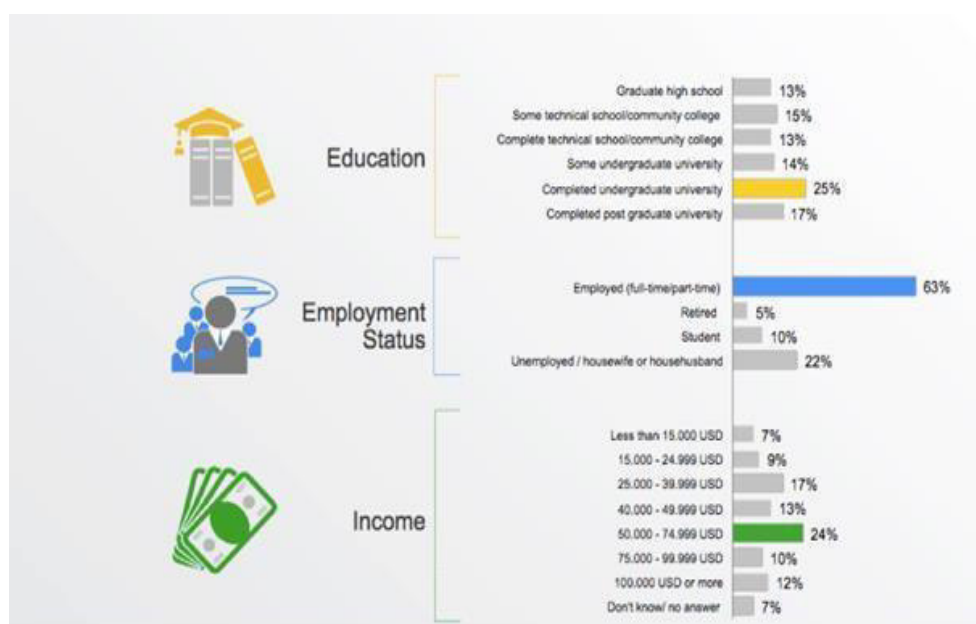 Education
Graduate high school 13%
Some technical school/community college 15%
Complete technical school/community college 13%
Some undergraduate university 14%
Completed undergraduate university 25%
Completed post graduate university 17%
Employment
Status
Employed (full-time/part-time) 63%
Retired 5%
Student 10%
Unemployed / housewife or househusband 22%
Income
Less than 15.000 USD 7%
15.000 - 24.999 USD 9%
25.000 - 39.999 USD 17%
40.000 - 49.999 USD 13%
50.000 - 74.999 USD 24%
75.000 - 99.999 USD 10%
100.000 USD or more 12%
Don't know/ no answer 7%